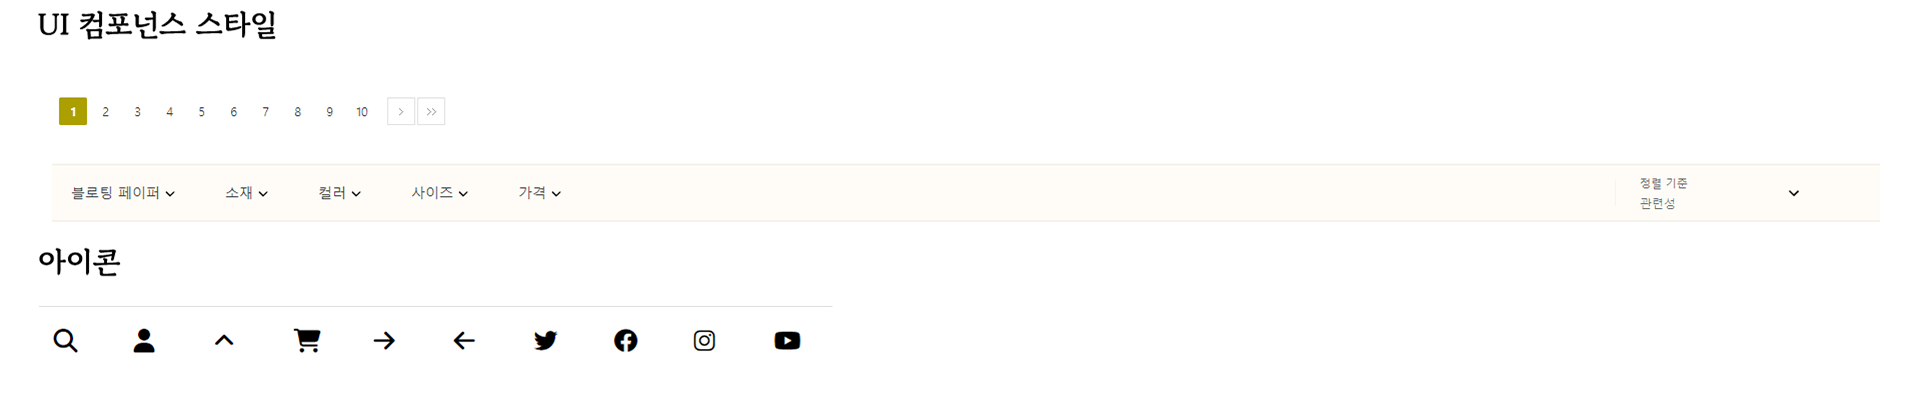 UI 컴포넌스 스타일
1 2 3 4 5 6 7 8 9 10 > >>
블로팅 페이퍼 소재 컬러 사이즈 가격 정렬 기준
관련성
아이콘